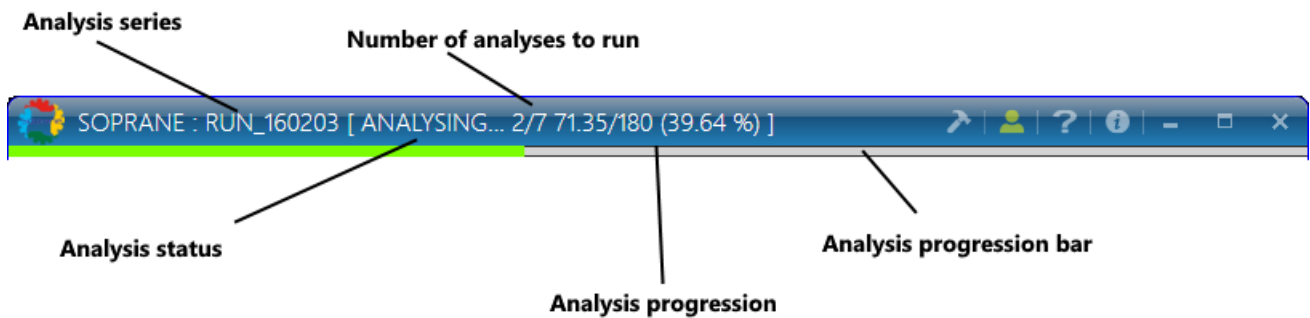 Analysis series
Number of analyses to run
SOPRANE : RUN_160203 [ ANALYSING... 2/7 71.35/180 (39.64 %) ]
Analysis status
Analysis progression bar
Analysis progression